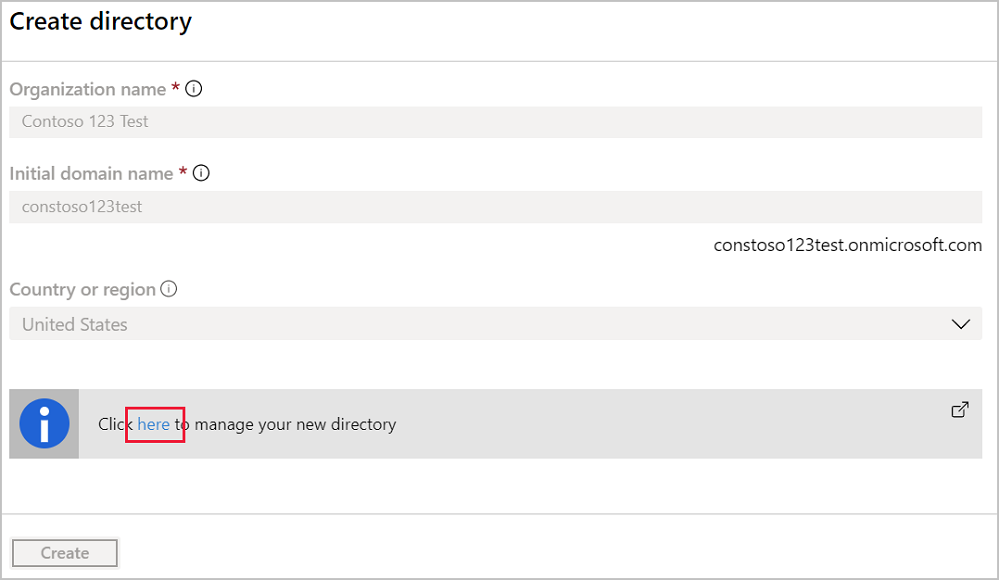 Create directory
Organization name *
Contoso 123 Test
Initial domain name *
constoso123test
constoso123test.onmicrosoft.com
Country or region
United States
Click here to manage your new directory
Create